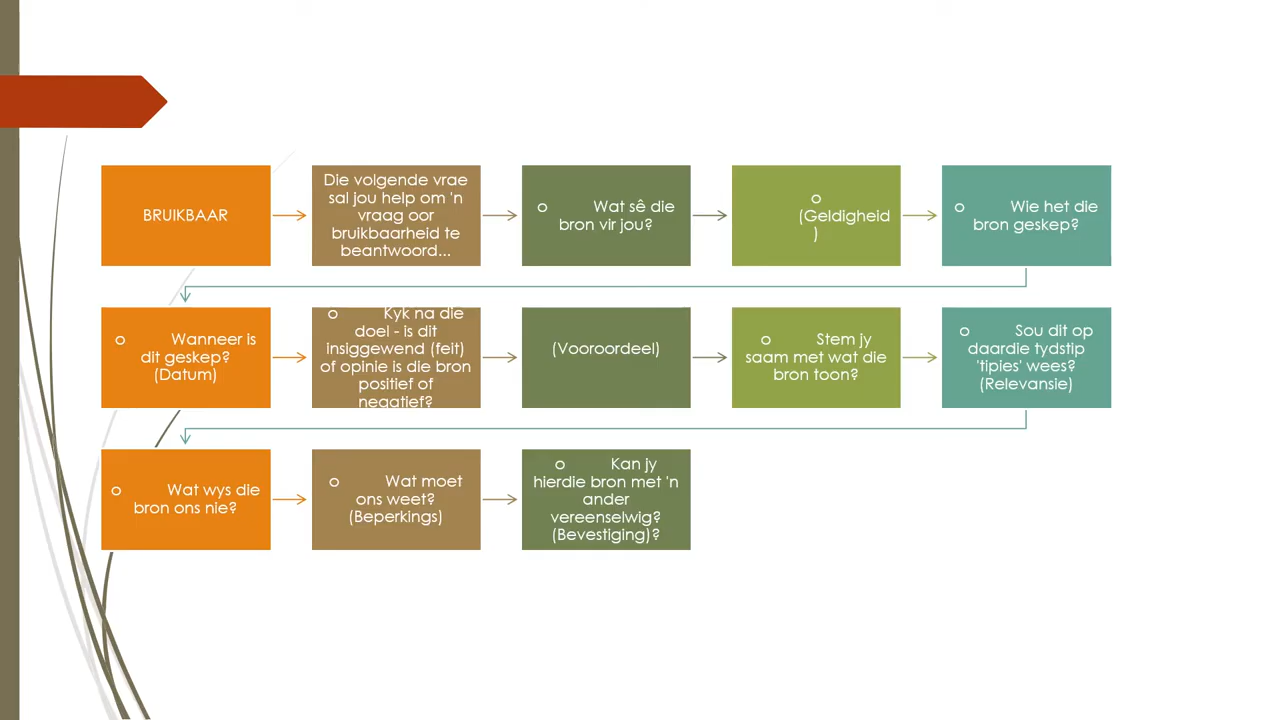 BRUIKBAAR
Die volgende vrae
sal jou help om 'n
vraag oor
bruikbaarheid te
beantwoord...
o Wat sê die
bron vir jou?
o
(Geldigheid
)
o Wie het die
bron geskep?
o Wanneer is
dit geskep?
(Datum)
o Kyk na die
doel - is dit
insiggewend (feit)
of opinie is die bron
positief of
negatief?
(Vooroordeel)
o Stem jy
saam met wat die
bron toon?
o Sou dit op
daardie tydstip
'tipies' wees?
(Relevansie)
o Wat wys die
bron ons nie?
o Wat moet
ons weet?
(Beperkings)
o Kan jy
hierdie bron met 'n
ander
vereenselwig?
(Bevestiging)?